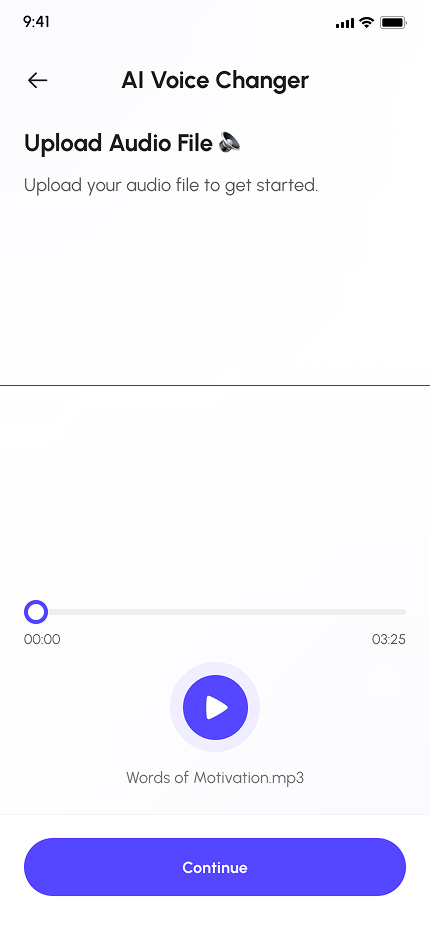 9:41
AI Voice Changer
Upload Audio File 🔈
Upload your audio file to get started.
00:00
03:25
Words of Motivation.mp3
Continue